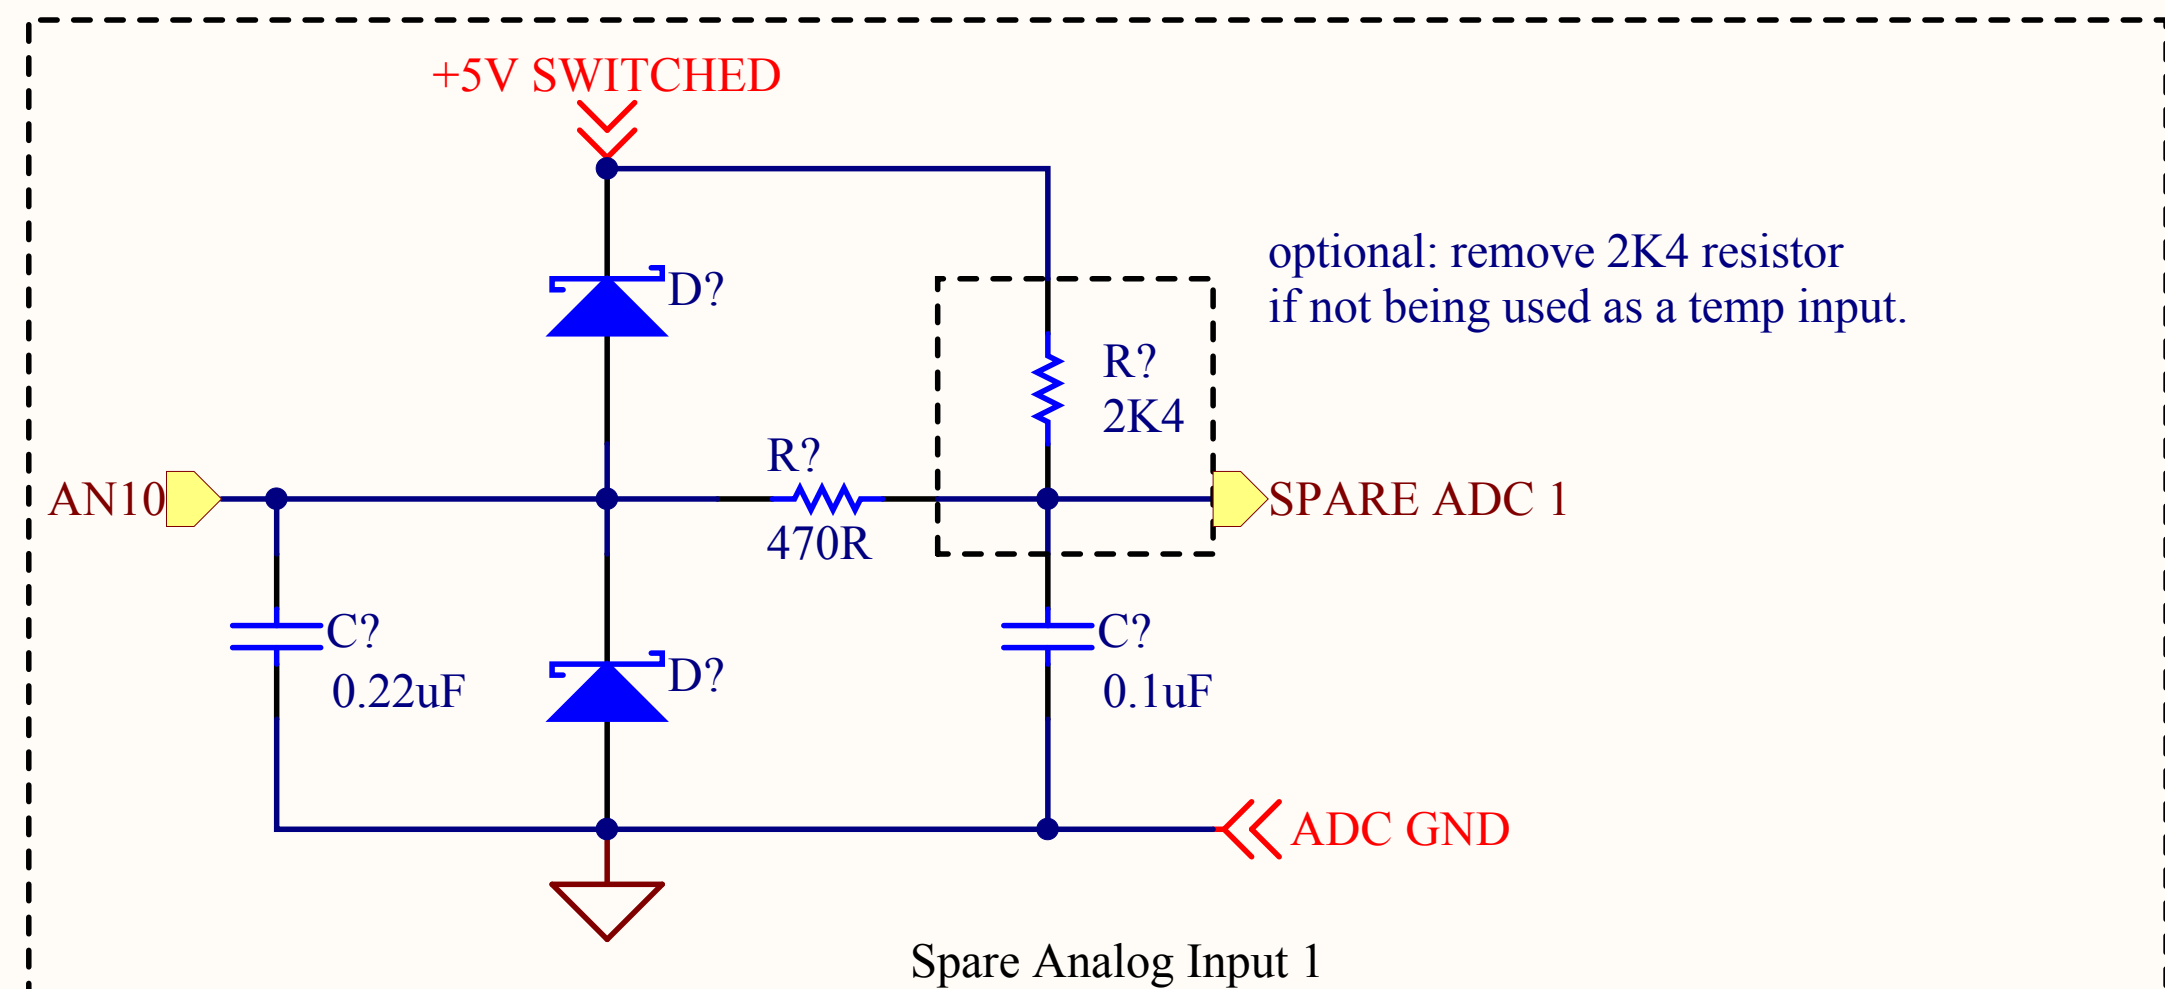 +5V SWITCHED
D?
optional: remove 2K4 resistor
if not being used as a temp input.
R?
2K4
R?
470R
AN10
SPARE ADC 1
C?
0.22uF
D?
C?
0.1uF
ADC GND
Spare Analog Input 1